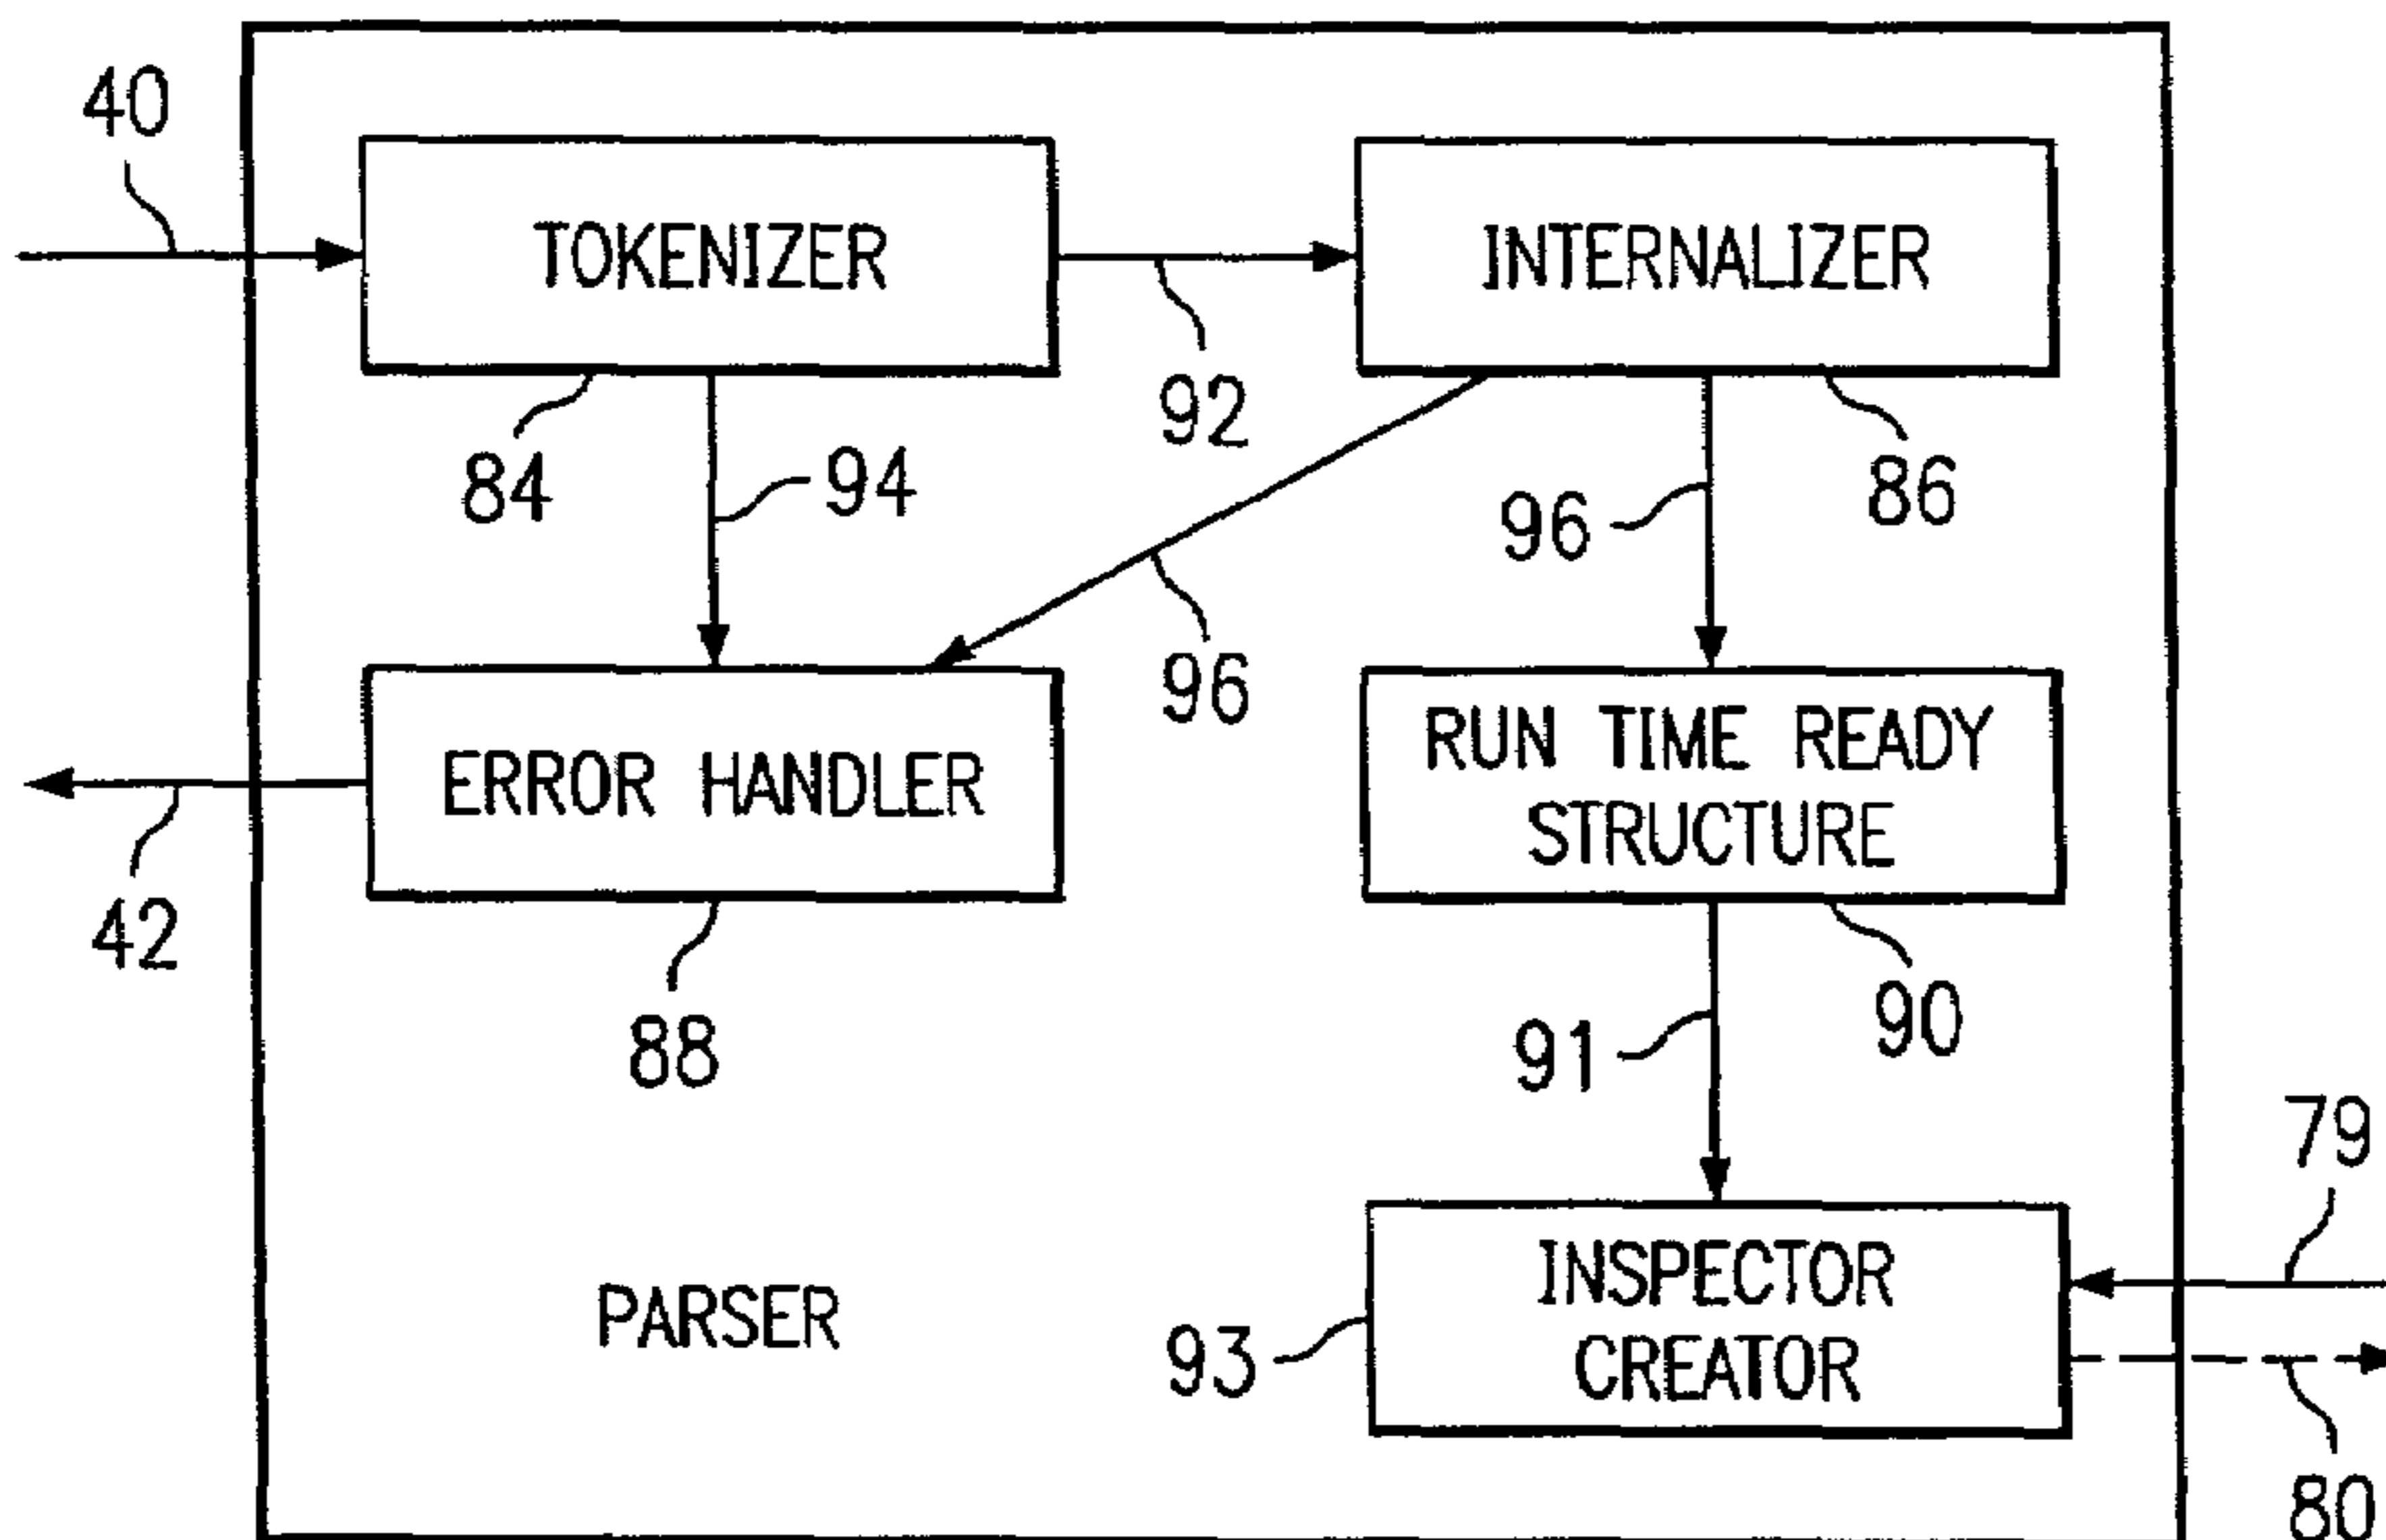 40
TOKENIZER
INTERNALIZER
92
84
94
96
86
96
ERROR HANDLER
RUN TIME READY
STRUCTURE
42
88
91
90
79
PARSER
INSPECTOR
CREATOR
93
80